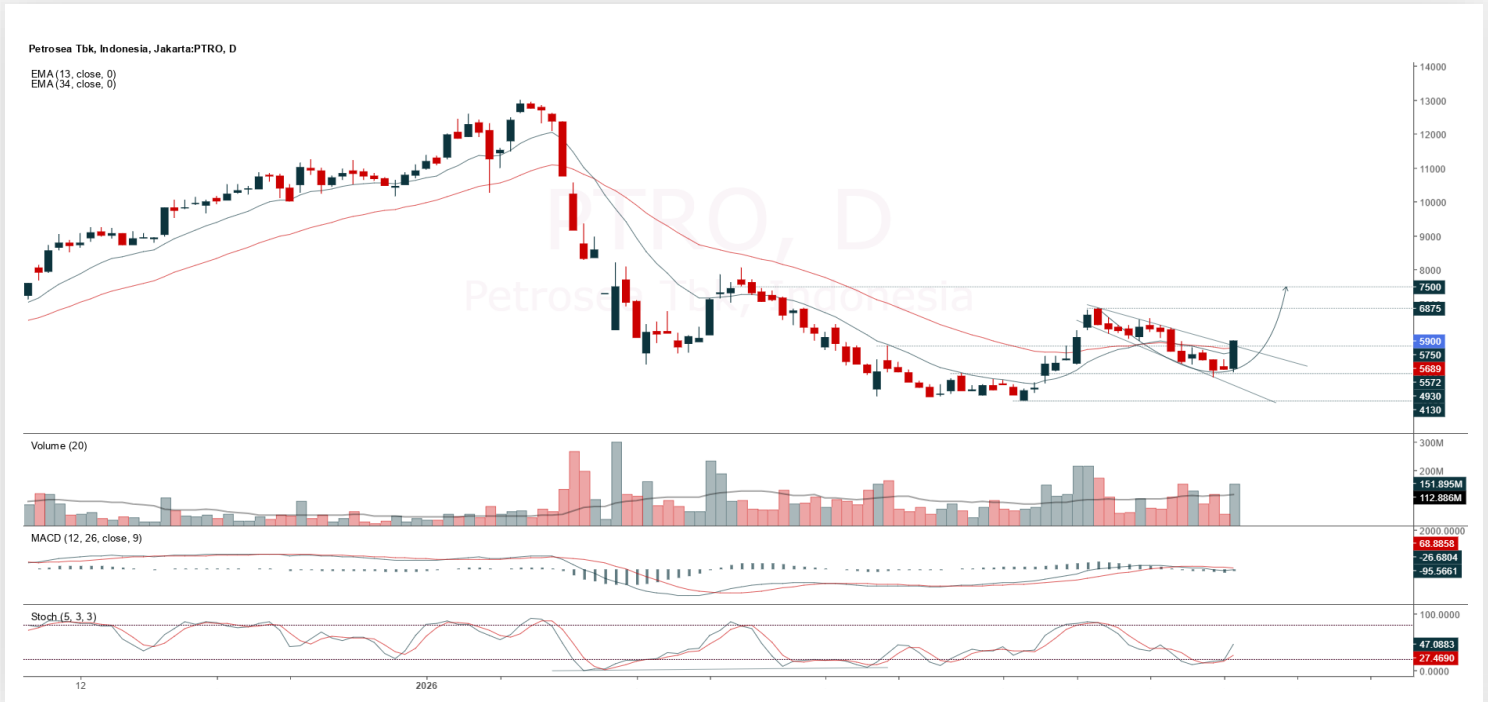 Petrosea Tbk, Indonesia, Jakarta:PTRO, D
EMA (13, close, 0)
EMA (34, close, 0)
PTRO, D
Petrosea Tbk, Indonesia
14000
13000
12000
11000
10000
9000
8000
7500
6875
5900
5750
5689
5572
4930
4130
Volume (20)
300M
200M
151.895M
112.886M
MACD (12, 26, close, 9)
2000.0000
68.8858
-26.6804
-95.5661
Stoch (5, 3, 3)
100.0000
47.0883
27.4690
0.0000
12
2026